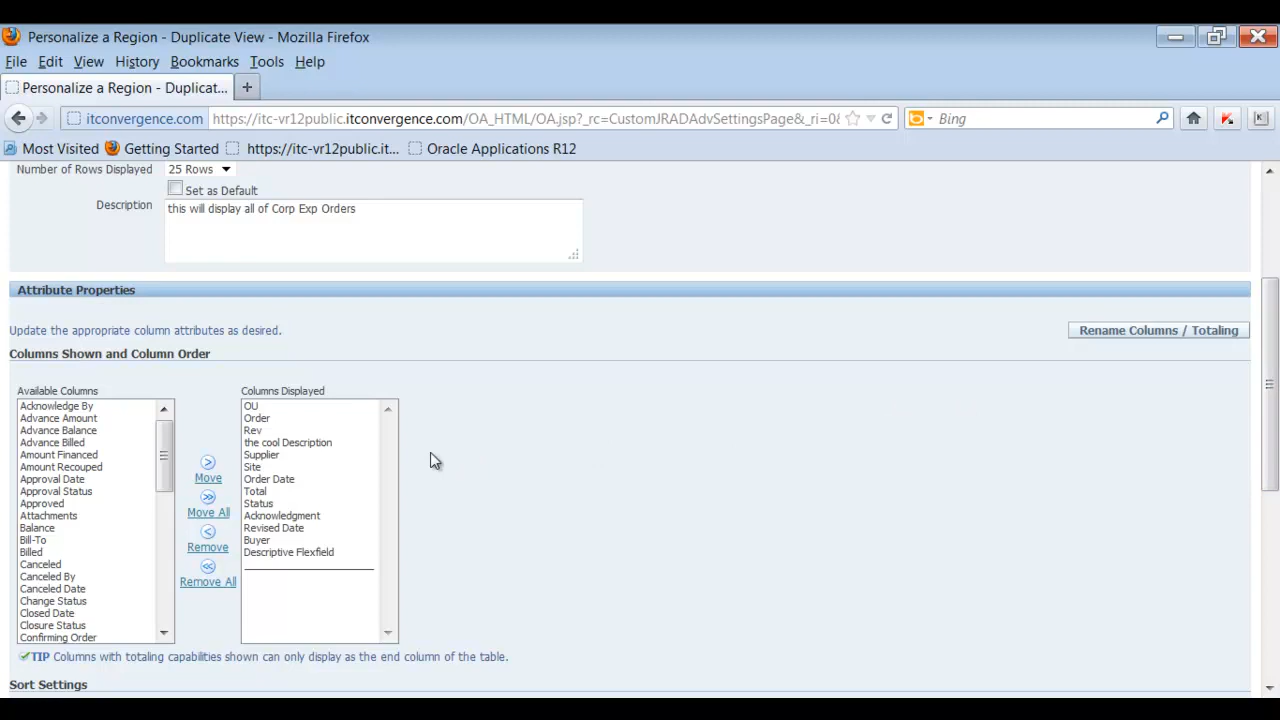 Personalize a Region - Duplicate View - Mozilla Firefox
File Edit View History Bookmarks Tools Help
Personalize a Region - Duplicat... +
itconvergence.com https://itc-vr12public.itconvergence.com/OA_HTML/OA.jsp?_rc=CustomJRADAdvSettingsPage&_ri=0& Bing
Most Visited Getting Started https://itc-vr12public.it... Oracle Applications R12
Number of Rows Displayed 25 Rows
Set as Default
Description this will display all of Corp Exp Orders
Attribute Properties
Update the appropriate column attributes as desired. Rename Columns / Totaling
Columns Shown and Column Order
Available Columns
Acknowledge By
Advance Amount
Advance Balance
Advance Billed
Amount Financed
Amount Recouped
Approval Date
Approval Status
Approved
Attachments
Balance
Bill-To
Billed
Canceled
Canceled By
Canceled Date
Change Status
Closed Date
Closure Status
Confirming Order
Move
Move All
Remove
Remove All
Columns Displayed
OU
Order
Rev
the cool Description
Supplier
Site
Order Date
Total
Status
Acknowledgment
Revised Date
Buyer
Descriptive Flexfield
TIP Columns with totaling capabilities shown can only display as the end column of the table.
Sort Settings